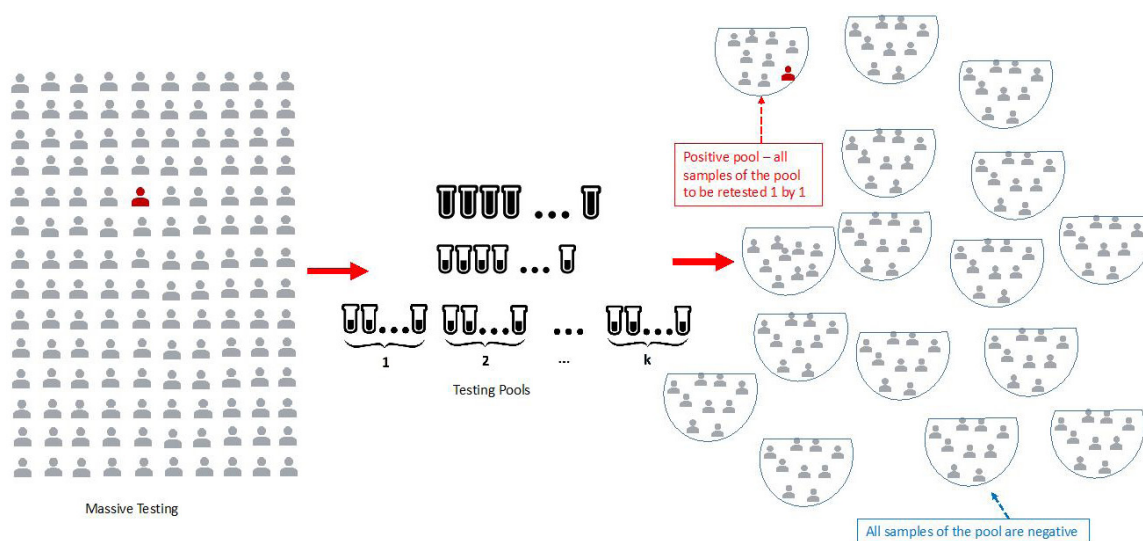 Positive pool – all
samples of the pool
to be retested 1 by 1
... 
...
1 2 ... k
Testing Pools
Massive Testing
All samples of the pool are negative